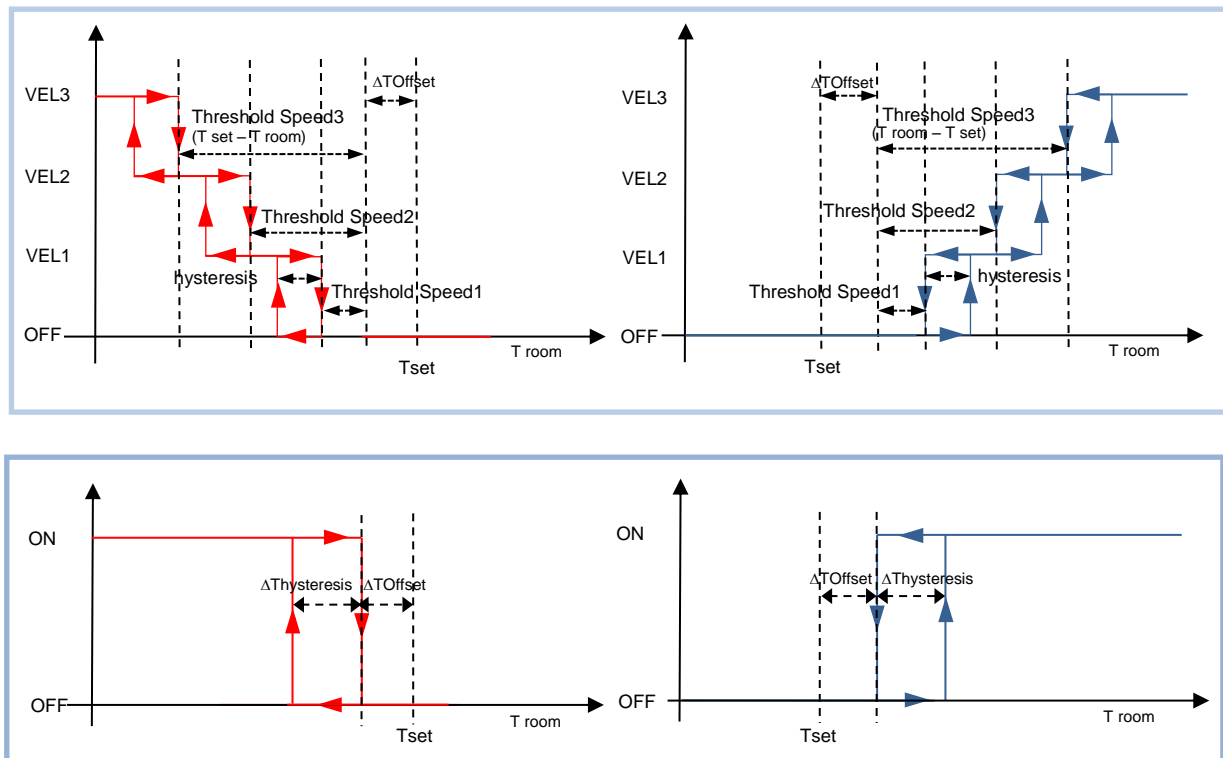 ΔTOffset
VEL3
Threshold Speed3
(T set – T room)
VEL2
Threshold Speed2
VEL1
hysteresis
Threshold Speed1
OFF
T room
Tset
ΔTOffset
VEL3
Threshold Speed3
(T room – T set)
VEL2
Threshold Speed2
VEL1
hysteresis
Threshold Speed1
OFF
T room
Tset
ON
ΔThysteresis
ΔTOffset
OFF
T room
Tset
ON
ΔTOffset
ΔThysteresis
OFF
T room
Tset